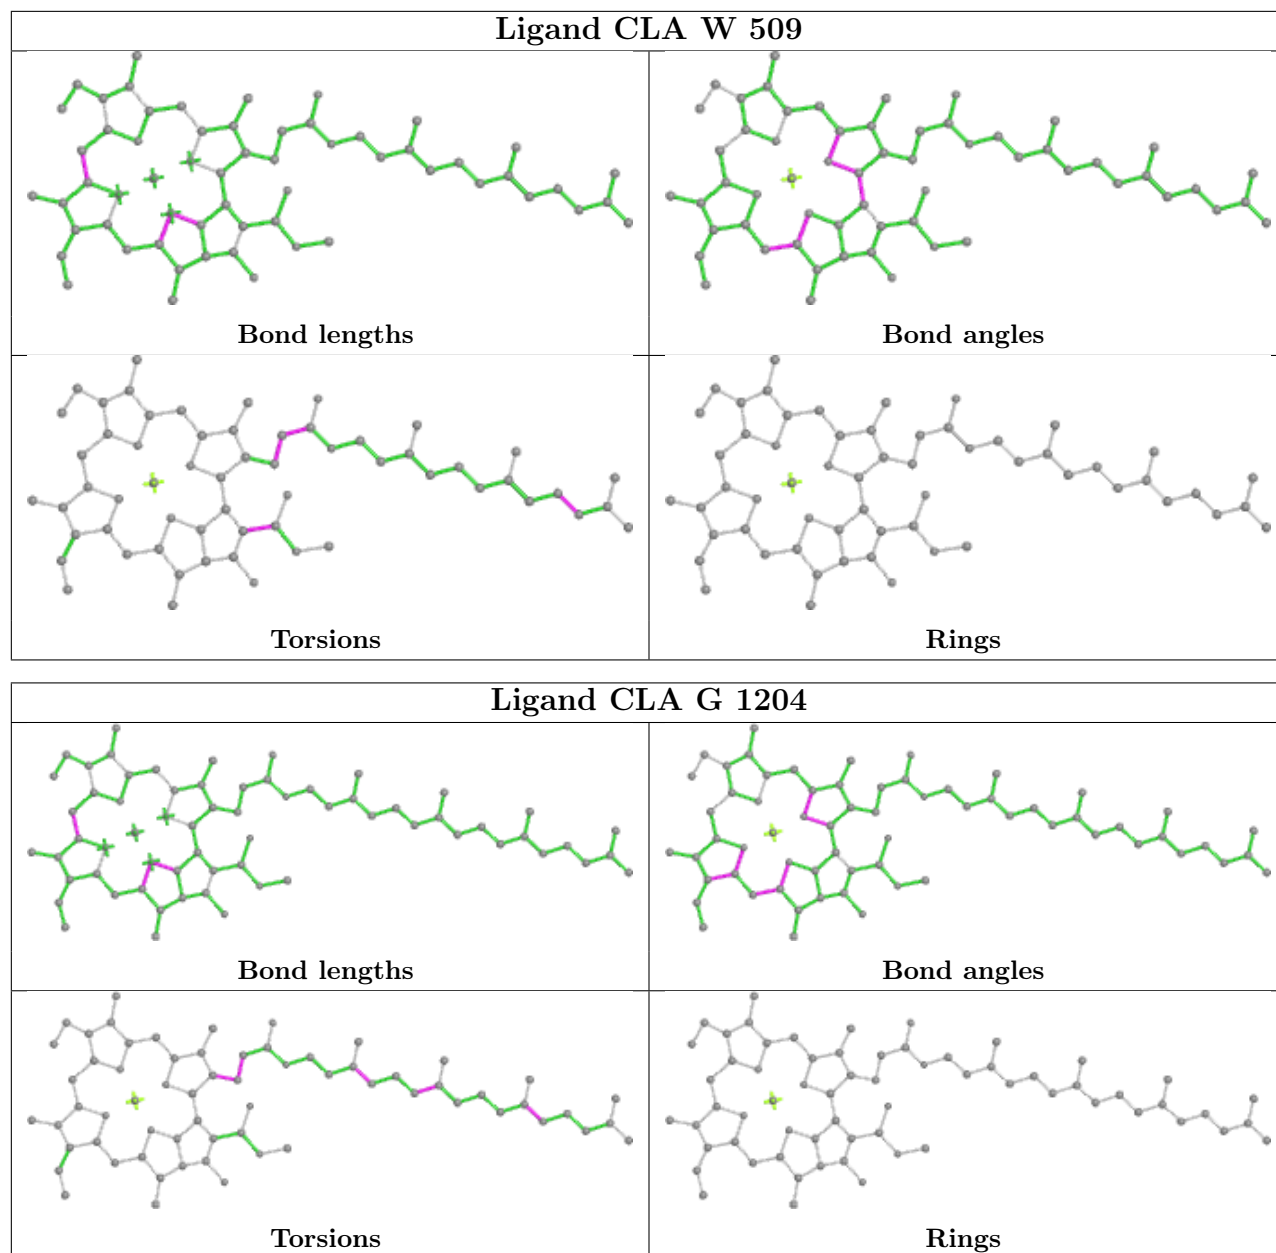 Ligand CLA W 509
Bond lengths
Bond angles
Torsions
Rings
Ligand CLA G 1204
Bond lengths
Bond angles
Torsions
Rings